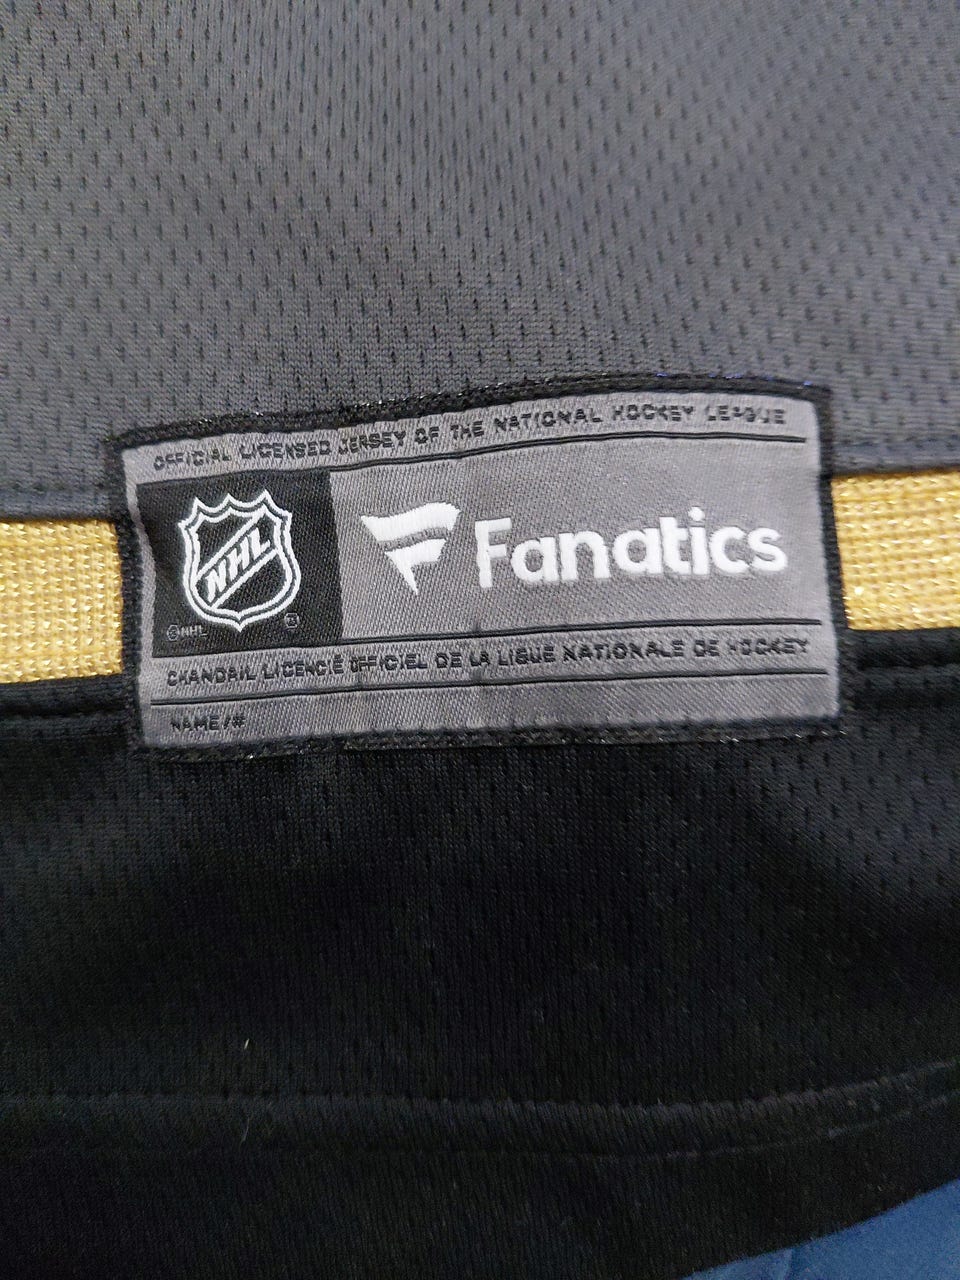 OFFICIAL LICENSED JERSEY OF THE NATIONAL HOCKEY LEAGUE
NHL
Fanatics
©NHL ®
CHANDAIL LICENCIÉ OFFICIEL DE LA LIGUE NATIONALE DE HOCKEY
NAME/#